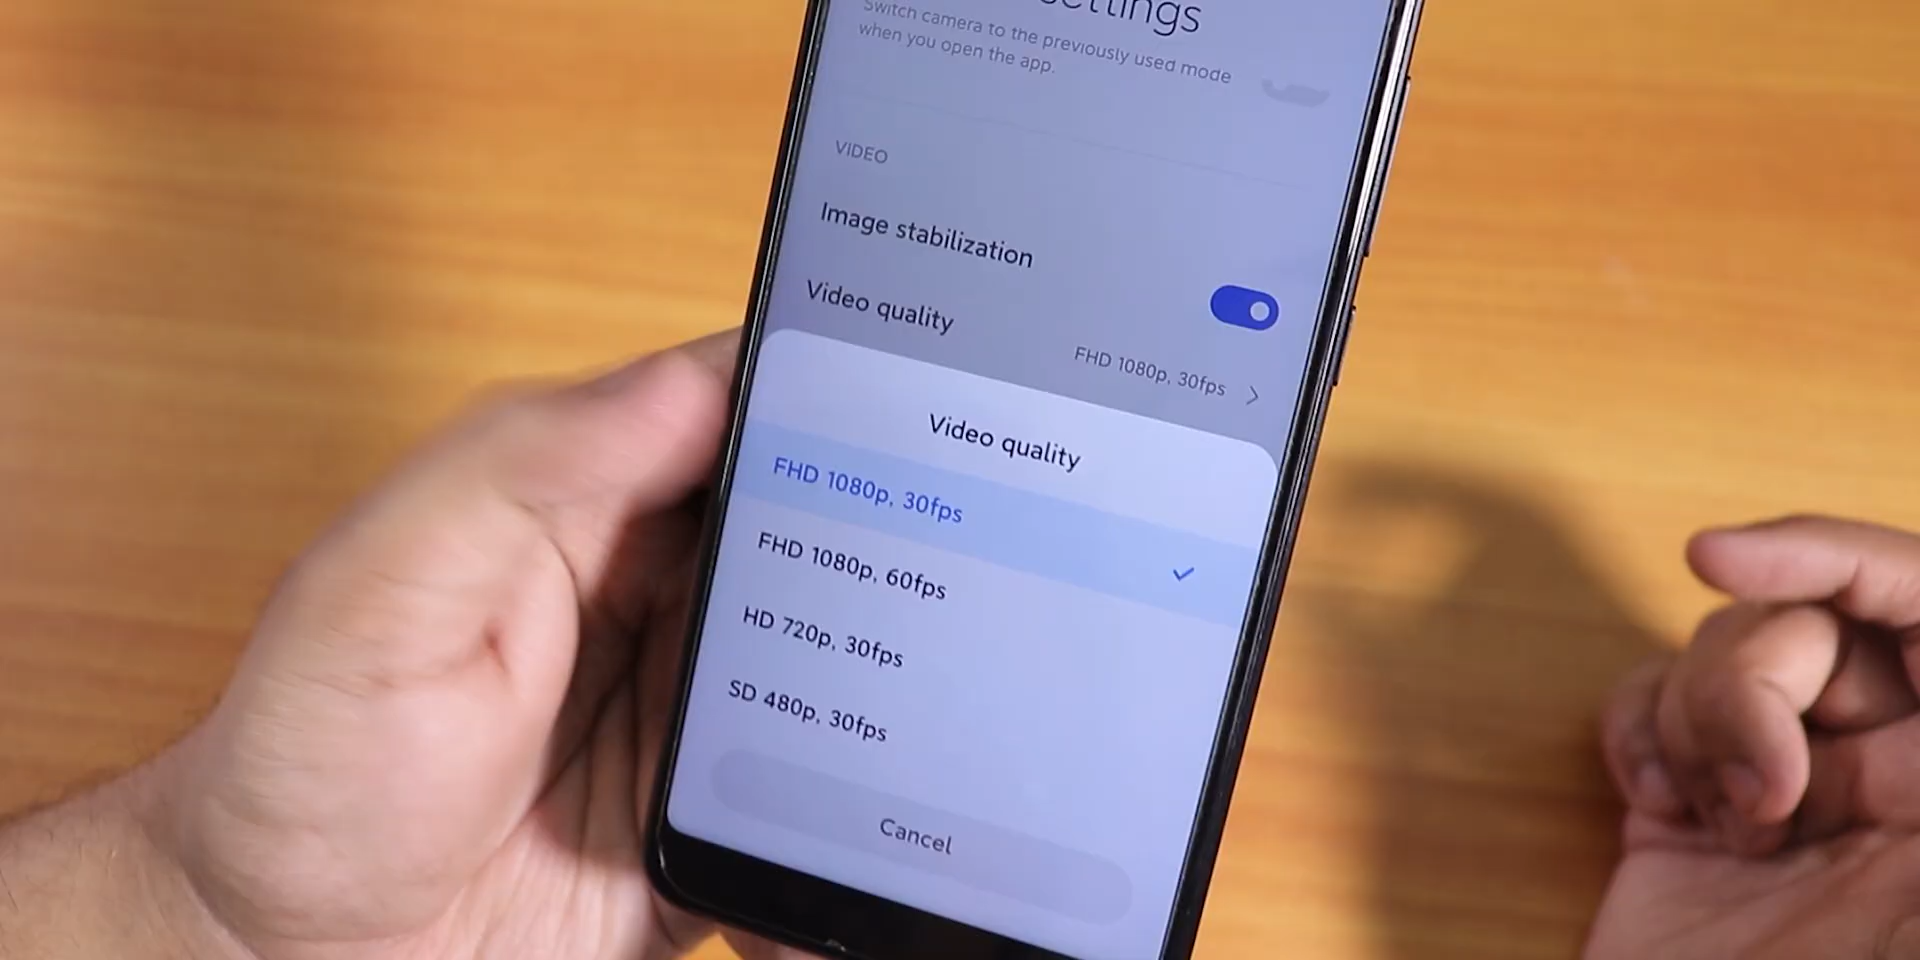 settings
Switch camera to the previously used mode
when you open the app.
VIDEO
Image stabilization
Video quality
FHD 1080p, 30fps
Video quality
FHD 1080p, 30fps
FHD 1080p, 60fps
HD 720p, 30fps
SD 480p, 30fps
Cancel